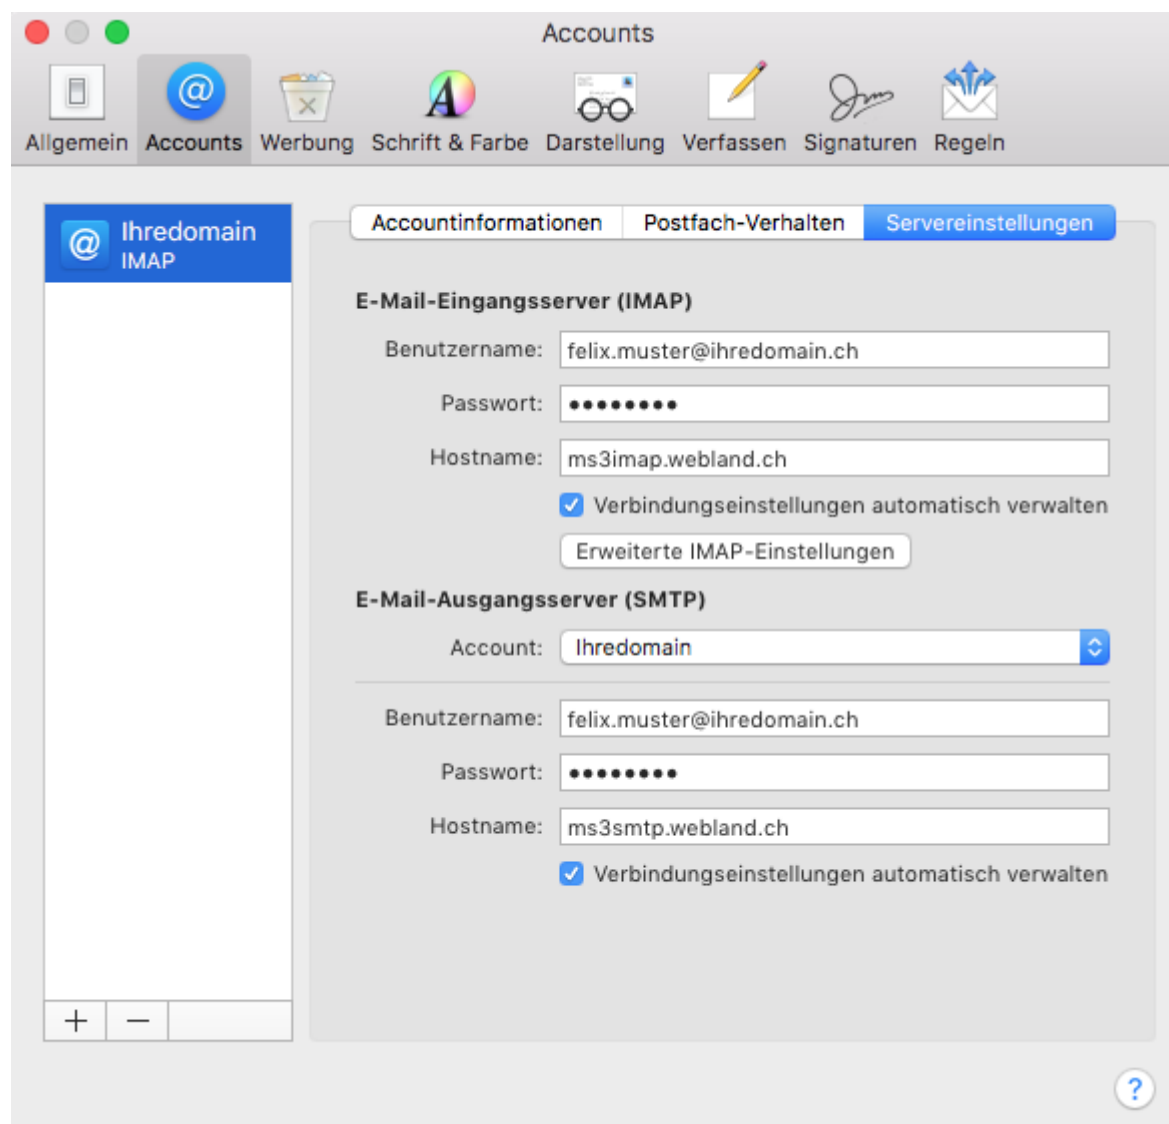 Accounts
Allgemein Accounts Werbung Schrift & Farbe Darstellung Verfassen Signaturen Regeln
Ihredomain
IMAP
Accountinformationen Postfach-Verhalten Servereinstellungen
E-Mail-Eingangsserver (IMAP)
Benutzername: felix.muster@ihredomain.ch
Passwort: ●●●●●●●●
Hostname: ms3imap.webland.ch
Verbindungseinstellungen automatisch verwalten
Erweiterte IMAP-Einstellungen
E-Mail-Ausgangsserver (SMTP)
Account: Ihredomain
Benutzername: felix.muster@ihredomain.ch
Passwort: ●●●●●●●●
Hostname: ms3smtp.webland.ch
Verbindungseinstellungen automatisch verwalten
+ −
?